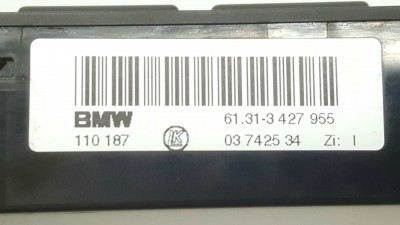 BMW 61.31-3 427 955
110 187 K 03 7425 34 Zi; I